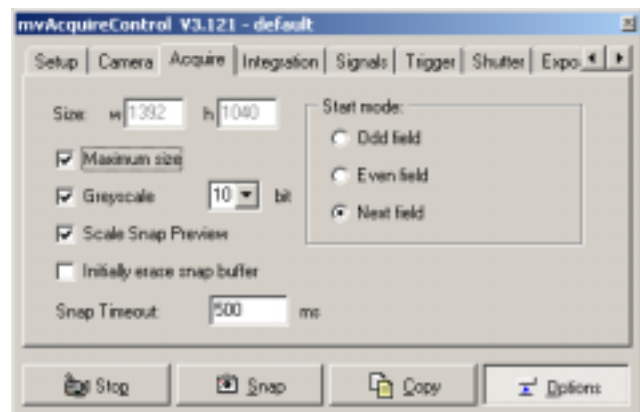 mvAcquireControl V3.121 - default
Setup Camera Acquire Integration Signals Trigger Shutter Expo
Size: w 1392 h 1040
Start mode:
Odd field
Even field
Next field
Maximum size
Greyscale 10 bit
Scale Snap Preview
Initially erase snap buffer
Snap Timeout: 500 ms
Stop Snap Copy Options